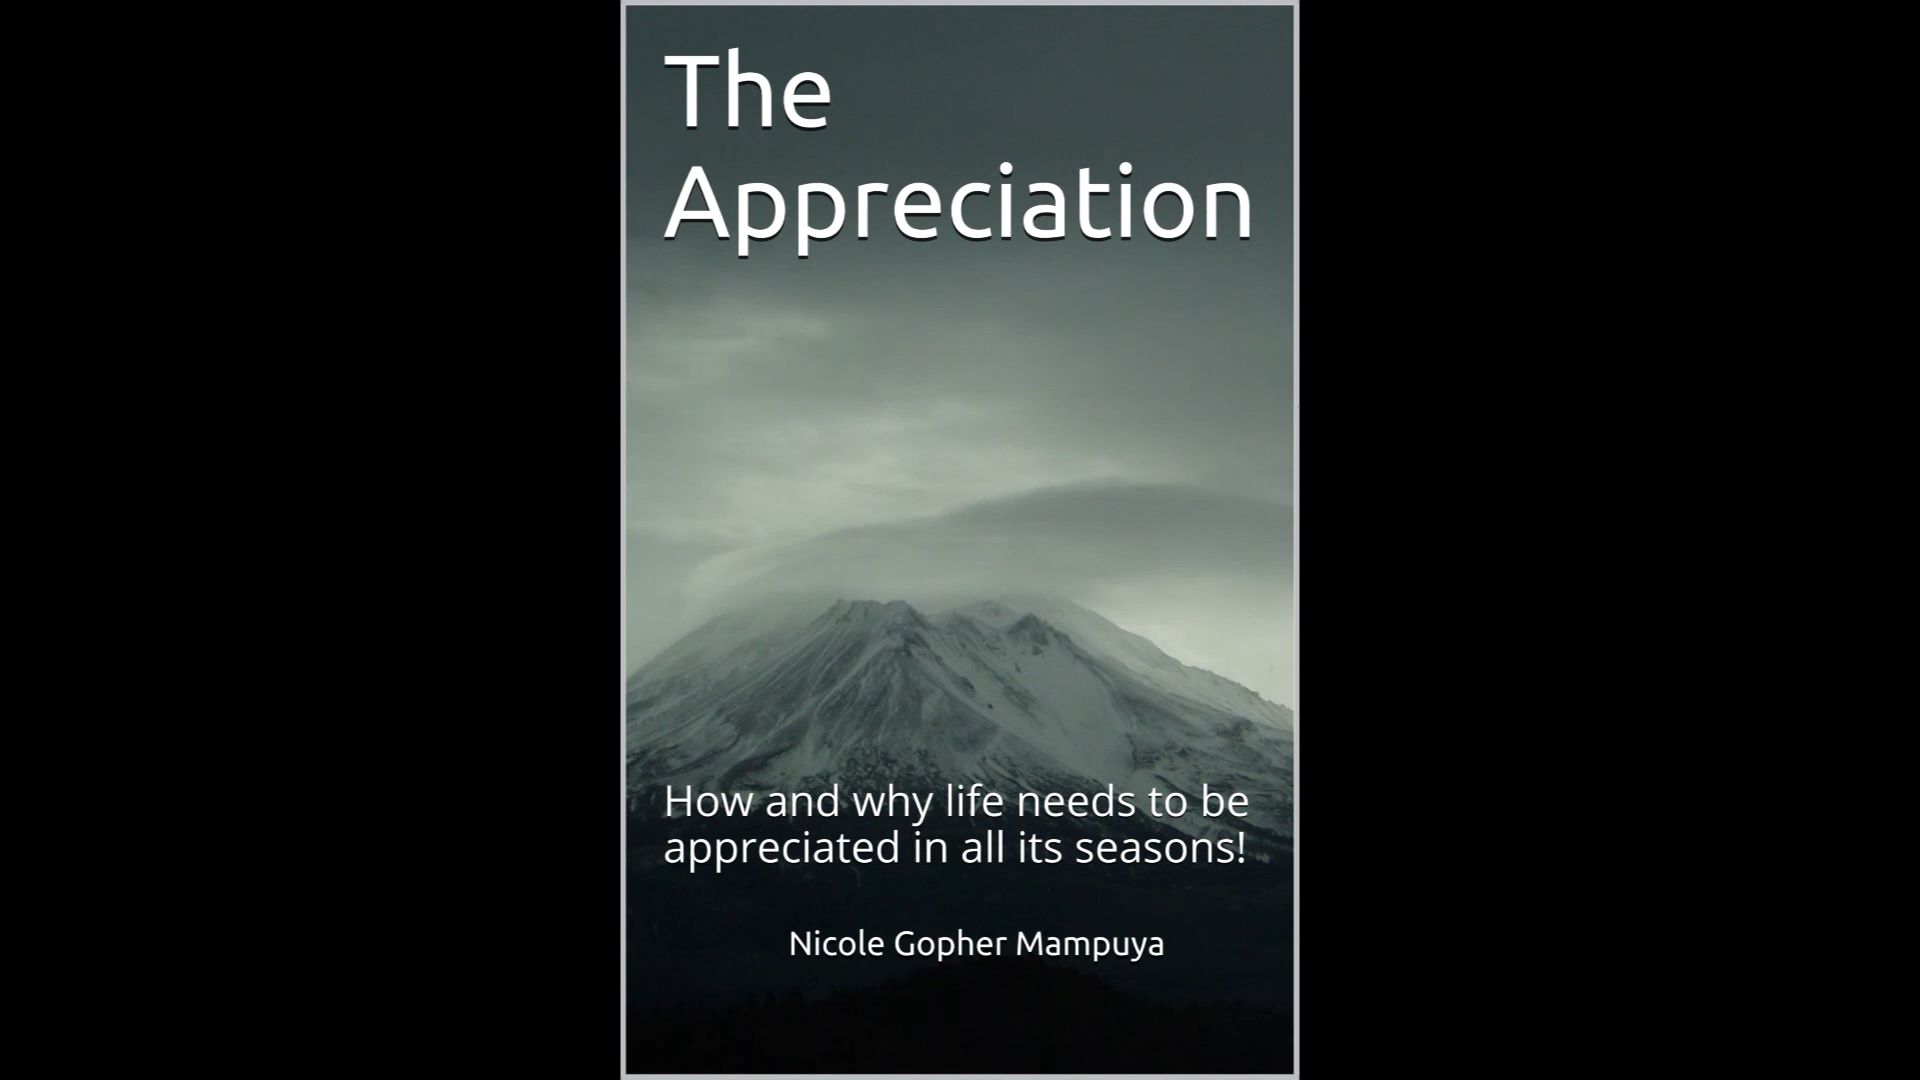 The
Appreciation
How and why life needs to be
appreciated in all its seasons!
Nicole Gopher Mampuya